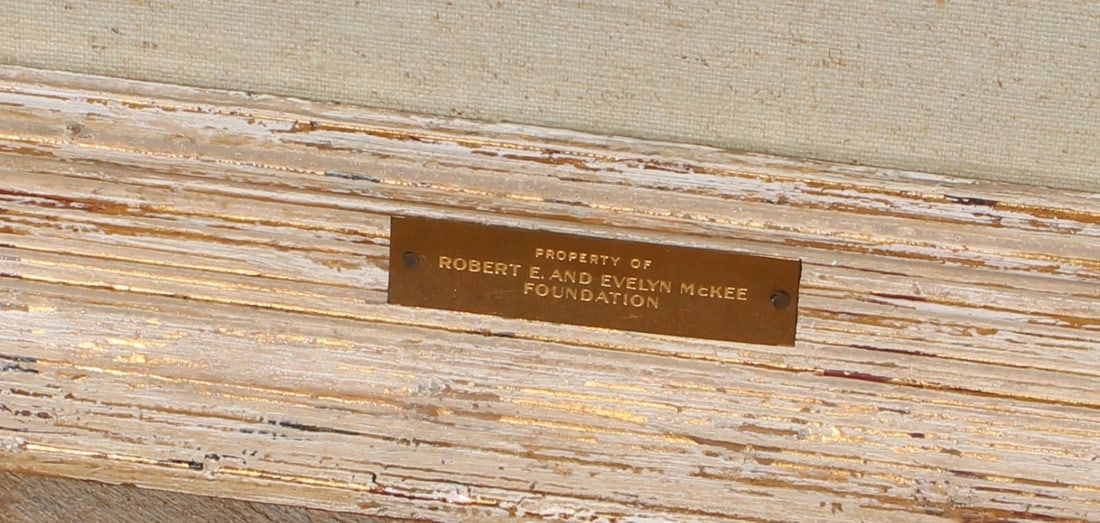 PROPERTY OF
ROBERT E. AND EVELYN McKEE
FOUNDATION